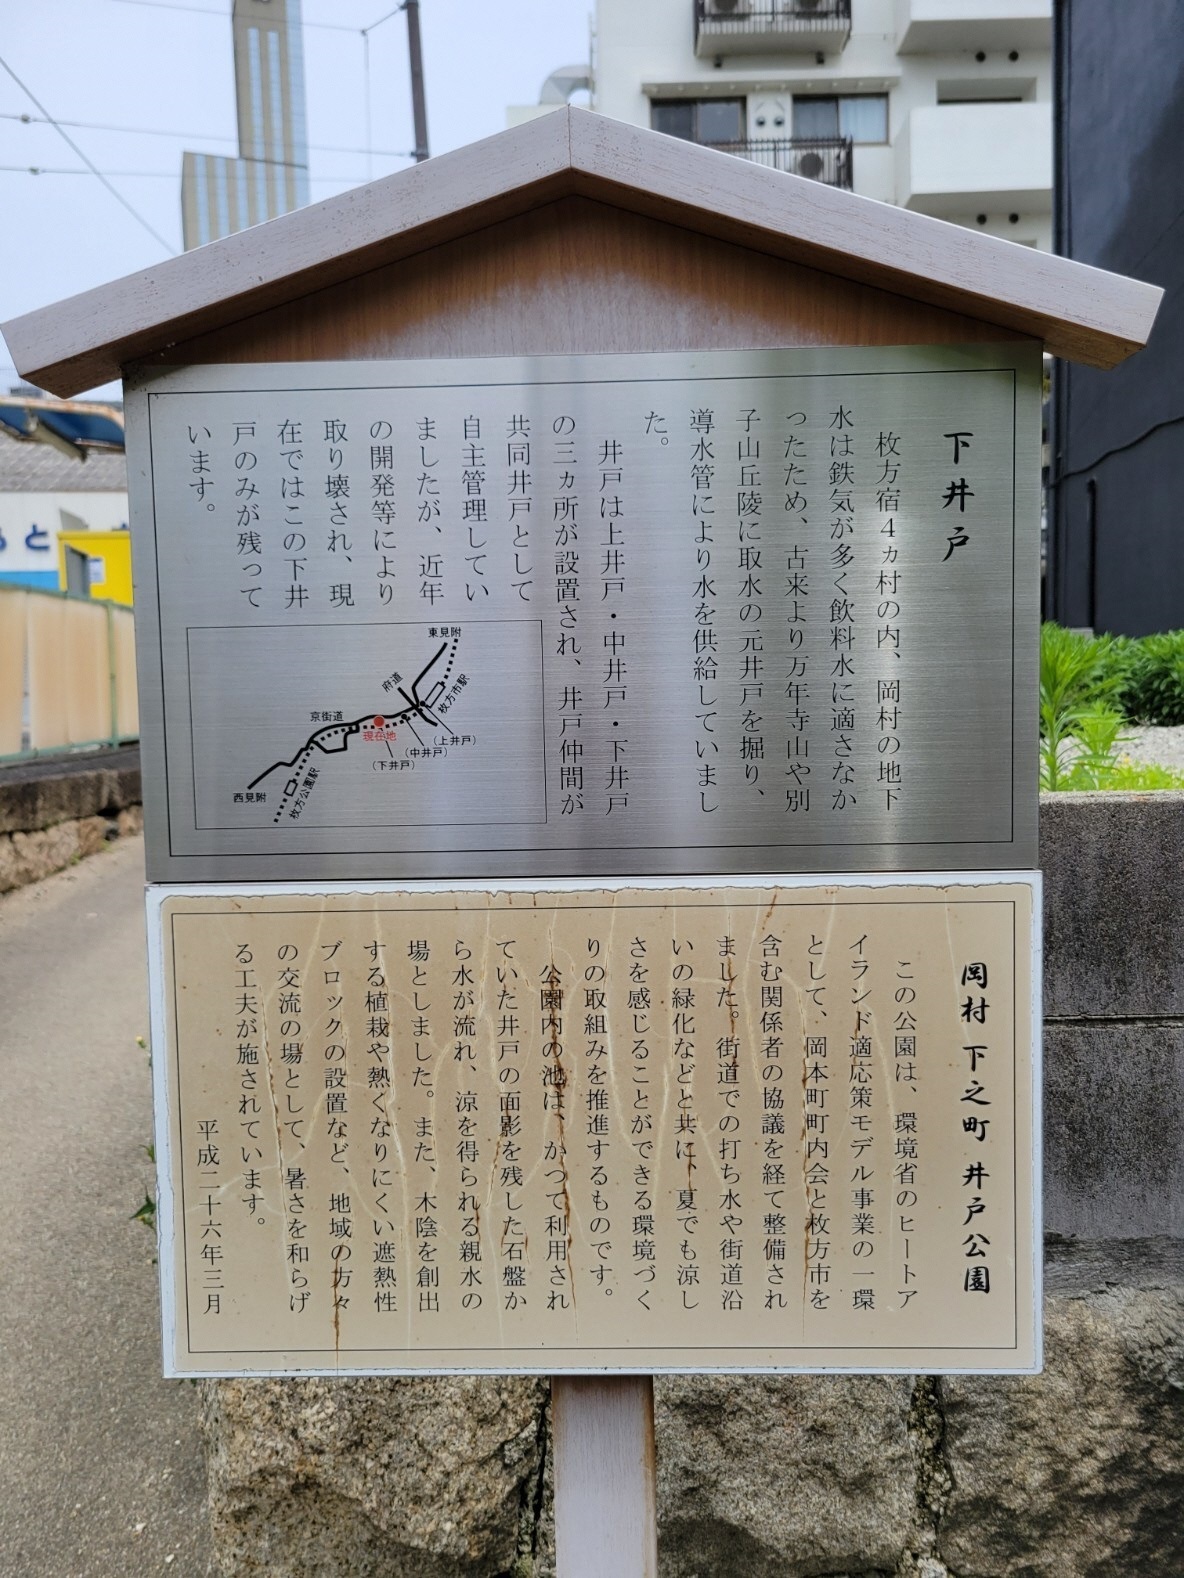 下井戸
枚方宿４ヵ村の内、岡村の地下
水は鉄気が多く飲料水に適さなか
ったため、古来より万年寺山や別
子山丘陵に取水の元井戸を掘り、
導水管により水を供給していまし
た。
井戸は上井戸・中井戸・下井戸
の三ヵ所が設置され、井戸仲間が
共同井戸として
自主管理してい
ましたが、近年
の開発等により
取り壊され、現
在ではこの下井
戸のみが残って
います。
東見附
府道
枚方市駅
京街道
現在地
（上井戸）
（中井戸）
（下井戸）
枚方公園駅
西見附
岡村 下之町 井戸公園
この公園は、環境省のヒートア
イランド適応策モデル事業の一環
として、岡本町町内会と枚方市を
含む関係者の協議を経て整備され
ました。街道での打ち水や街道沿
いの緑化などと共に、夏でも涼し
さを感じることができる環境づく
りの取組みを推進するものです。
公園内の池は、かつて利用され
ていた井戸の面影を残した石盤か
ら水が流れ、涼を得られる親水の
場としました。また、木陰を創出
する植栽や熱くなりにくい遮熱性
ブロックの設置など、地域の方々
の交流の場として、暑さを和らげ
る工夫が施されています。
平成二十六年三月